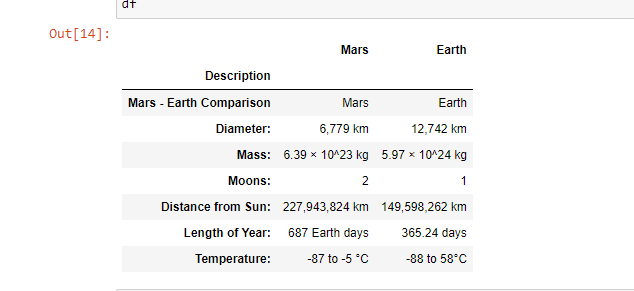 df
Out[14]:
Mars Earth
Description
Mars - Earth Comparison Mars Earth
Diameter: 6,779 km 12,742 km
Mass: 6.39 × 10^23 kg 5.97 × 10^24 kg
Moons: 2 1
Distance from Sun: 227,943,824 km 149,598,262 km
Length of Year: 687 Earth days 365.24 days
Temperature: -87 to -5 °C -88 to 58°C